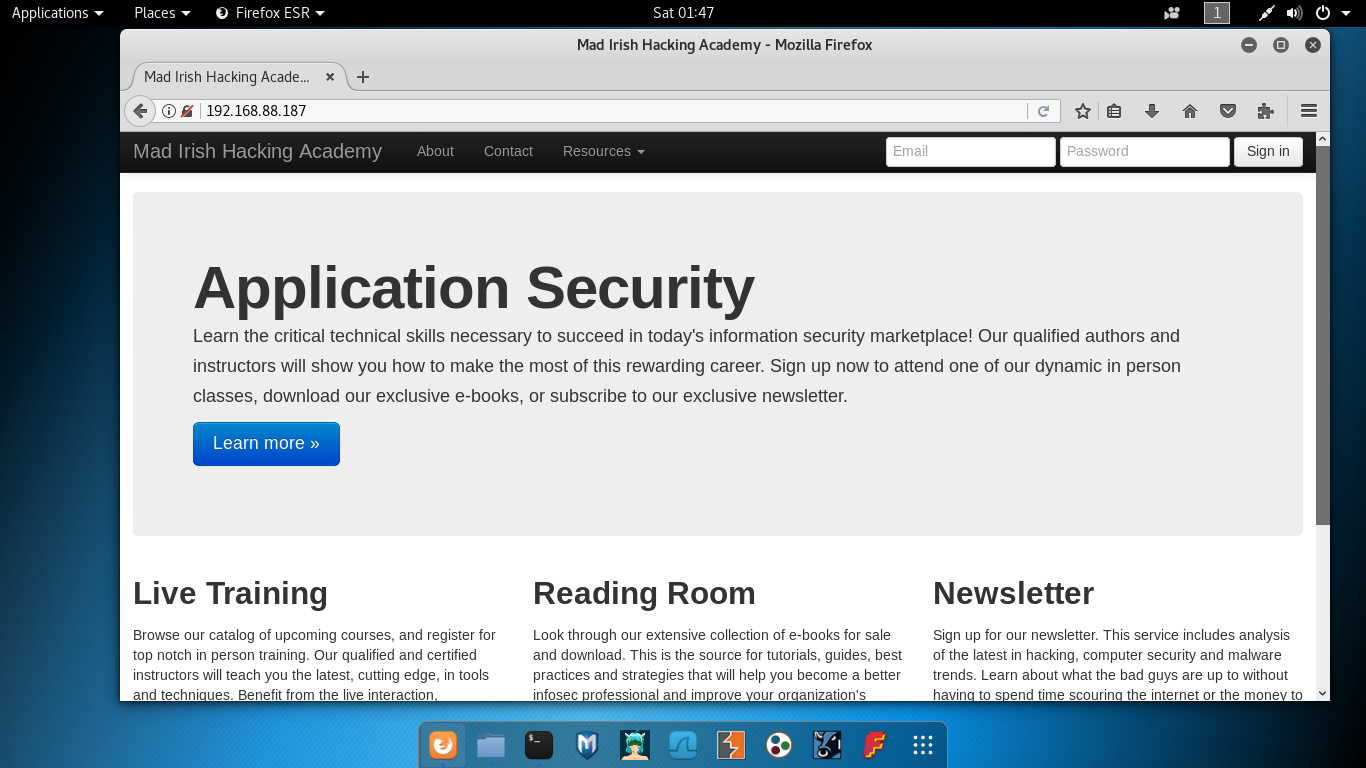 Applications Places Firefox ESR Sat 01:47 1
Mad Irish Hacking Academy - Mozilla Firefox
Mad Irish Hacking Acade...
192.168.88.187
Mad Irish Hacking Academy About Contact Resources Email Password Sign in
Application Security
Learn the critical technical skills necessary to succeed in today's information security marketplace! Our qualified authors and
instructors will show you how to make the most of this rewarding career. Sign up now to attend one of our dynamic in person
classes, download our exclusive e-books, or subscribe to our exclusive newsletter.
Learn more »
Live Training
Browse our catalog of upcoming courses, and register for
top notch in person training. Our qualified and certified
instructors will teach you the latest, cutting edge, in tools
and techniques. Benefit from the live interaction,
Reading Room
Look through our extensive collection of e-books for sale
and download. This is the source for tutorials, guides, best
practices and strategies that will help you become a better
infosec professional and improve your organization's
Newsletter
Sign up for our newsletter. This service includes analysis
of the latest in hacking, computer security and malware
trends. Learn about what the bad guys are up to without
having to spend time scouring the internet or the money to
$_